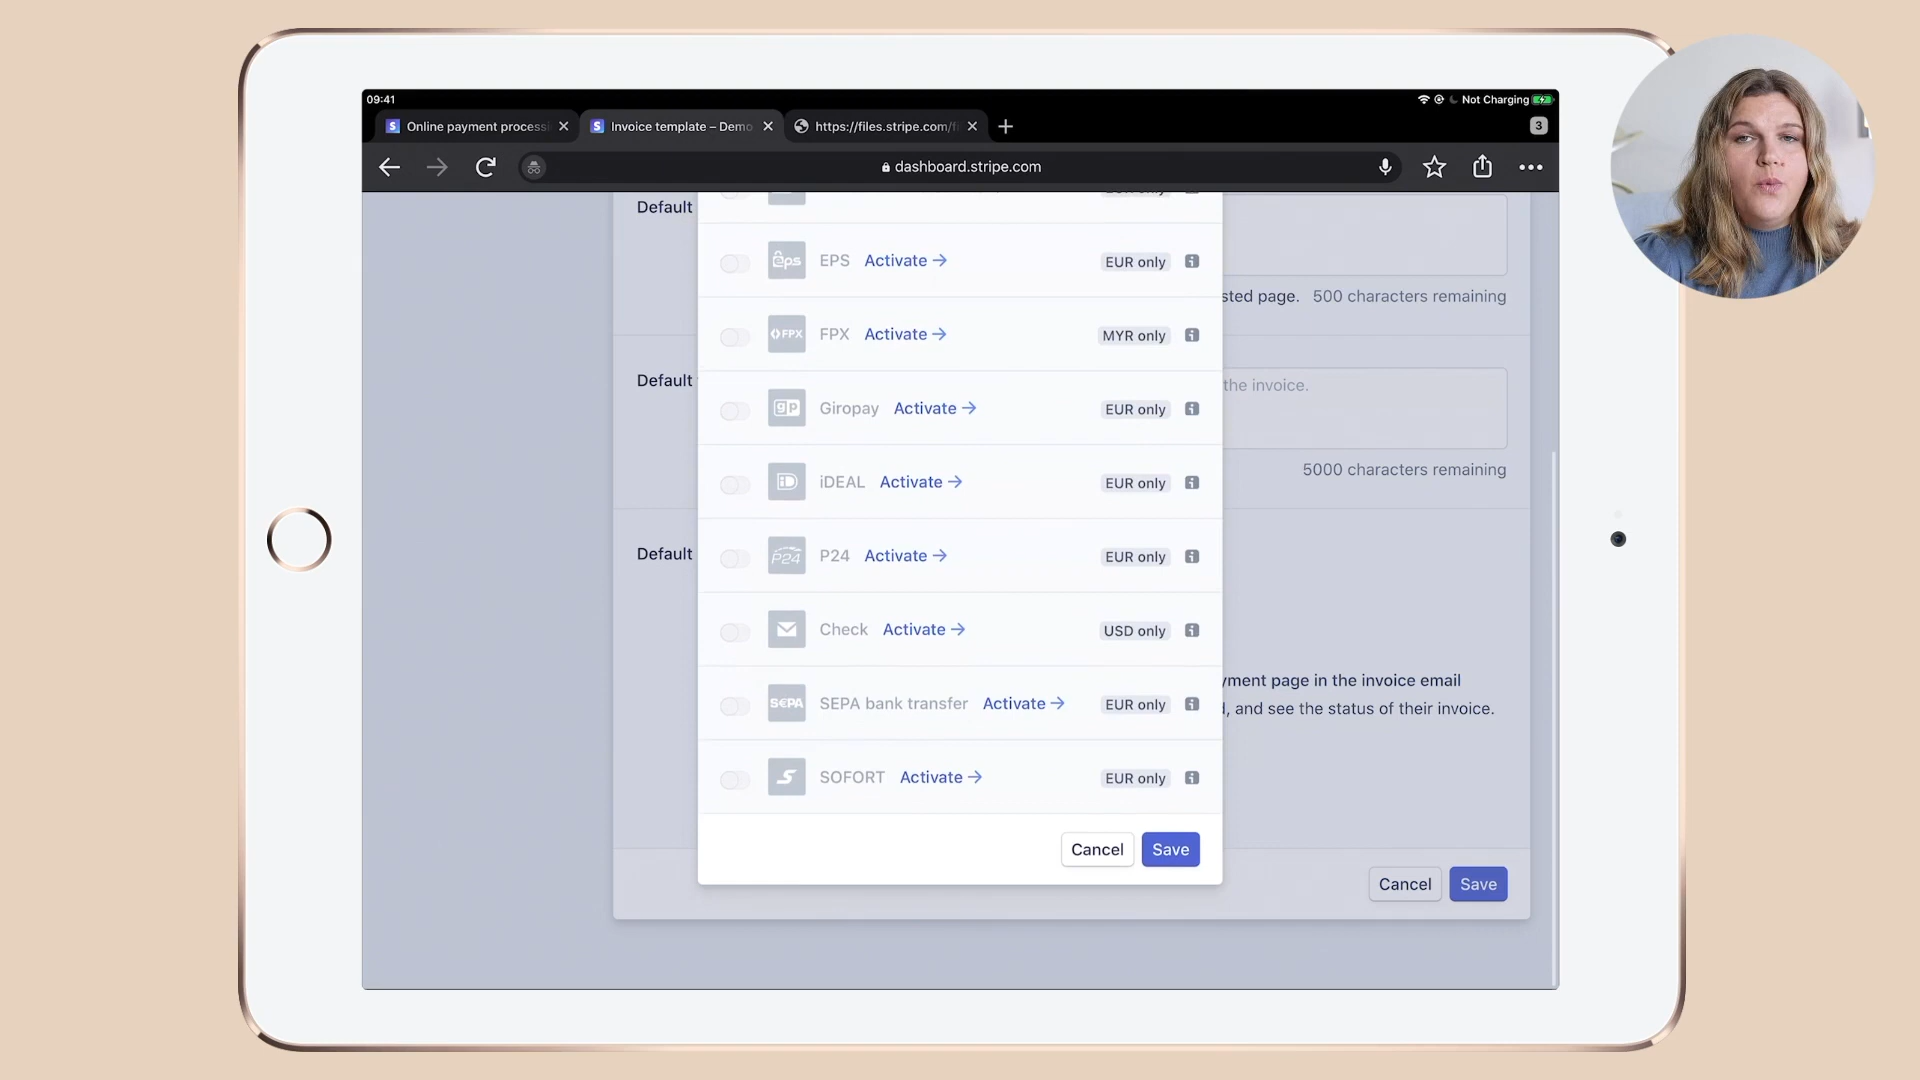 09:41
Not Charging
Online payment processi
Invoice template – Demo
https://files.stripe.com/fi
3
dashboard.stripe.com
Default
EPS Activate → EUR only
sted page. 500 characters remaining
FPX Activate → MYR only
Default
the invoice.
Giropay Activate → EUR only
5000 characters remaining
iDEAL Activate → EUR only
Default
P24 Activate → EUR only
Check Activate → USD only
yment page in the invoice email
SEPA bank transfer Activate → EUR only
, and see the status of their invoice.
SOFORT Activate → EUR only
Cancel Save
Cancel Save